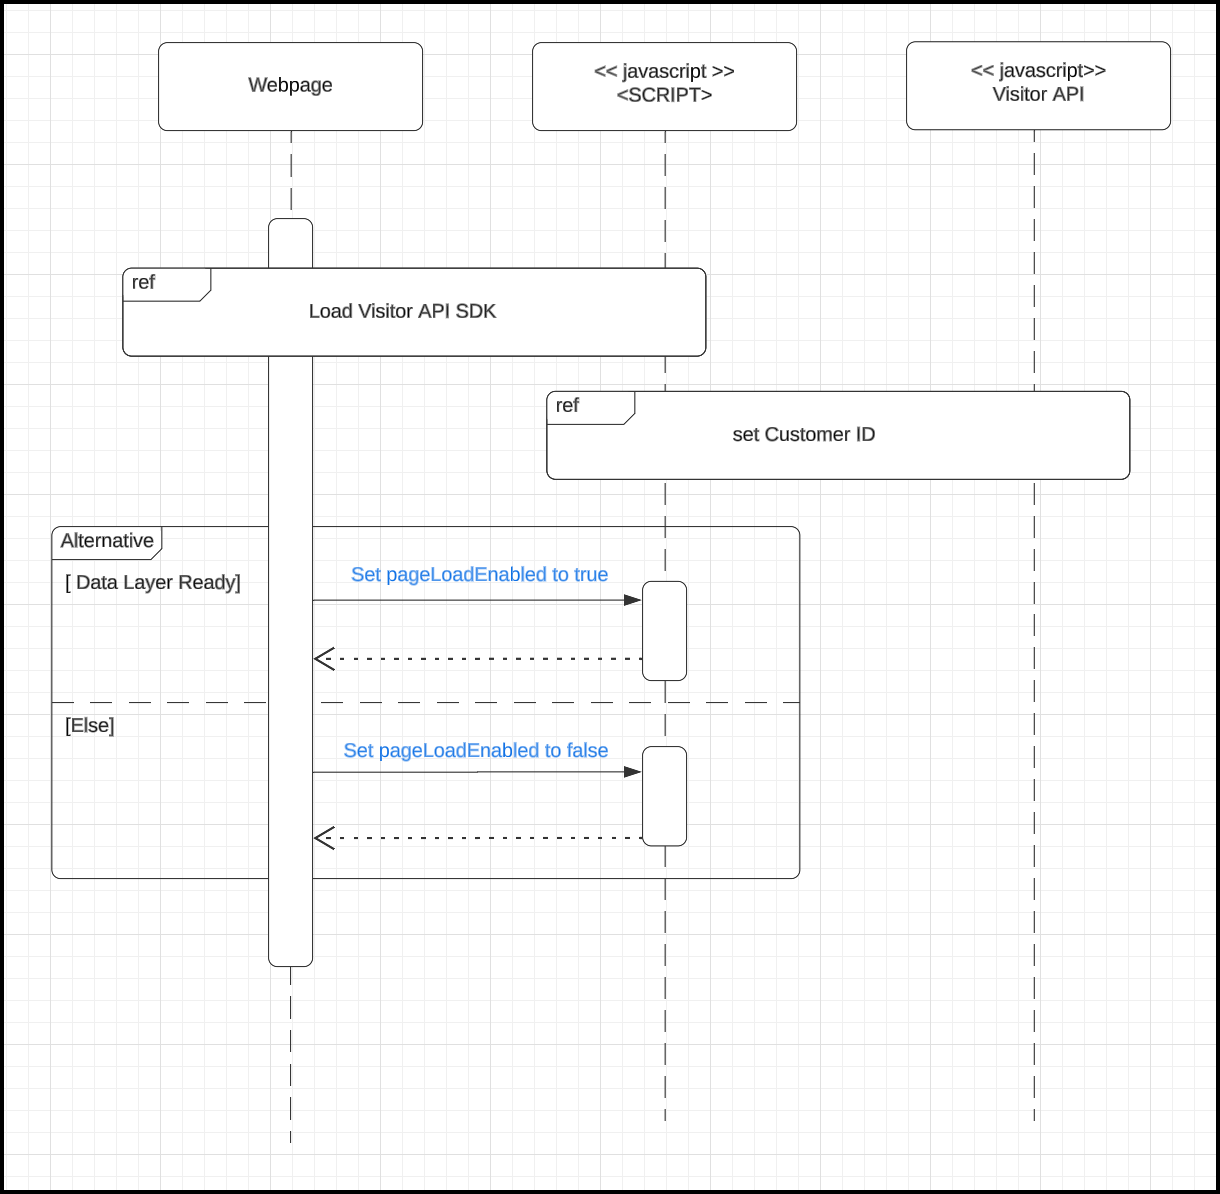 Webpage
<< javascript >>
<SCRIPT>
<< javascript>>
Visitor API
ref
Load Visitor API SDK
ref
set Customer ID
Alternative
[ Data Layer Ready]
Set pageLoadEnabled to true
[Else]
Set pageLoadEnabled to false